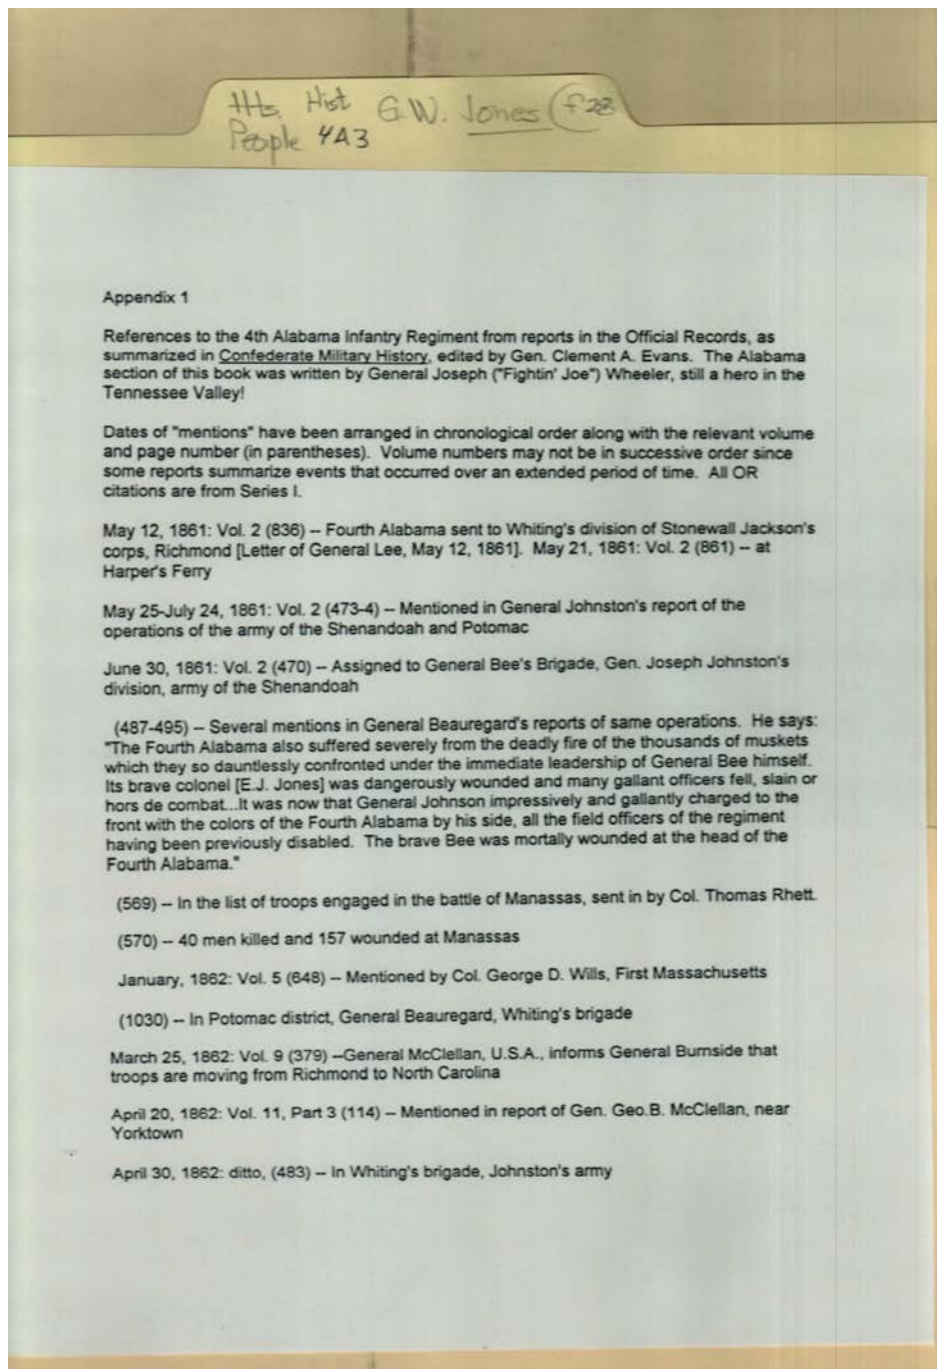 Hist G.W. Jones f28
People 4A3
Appendix 1
References to the 4th Alabama Infantry Regiment from reports in the Official Records, as
summarized in Confederate Military History, edited by Gen. Clement A. Evans. The Alabama
section of this book was written by General Joseph ("Fightin' Joe") Wheeler, still a hero in the
Tennessee Valley!
Dates of "mentions" have been arranged in chronological order along with the relevant volume
and page number (in parentheses). Volume numbers may not be in successive order since
some reports summarize events that occurred over an extended period of time. All OR
citations are from Series I.
May 12, 1861: Vol. 2 (836) -- Fourth Alabama sent to Whiting's division of Stonewall Jackson's
corps, Richmond [Letter of General Lee, May 12, 1861]. May 21, 1861: Vol. 2 (861) -- at
Harper's Ferry
May 25-July 24, 1861: Vol. 2 (473-4) -- Mentioned in General Johnston's report of the
operations of the army of the Shenandoah and Potomac
June 30, 1861: Vol. 2 (470) -- Assigned to General Bee's Brigade, Gen. Joseph Johnston's
division, army of the Shenandoah
(487-495) -- Several mentions in General Beauregard's reports of same operations. He says:
"The Fourth Alabama also suffered severely from the deadly fire of the thousands of muskets
which they so dauntlessly confronted under the immediate leadership of General Bee himself.
Its brave colonel [E.J. Jones] was dangerously wounded and many gallant officers fell, slain or
hors de combat...It was now that General Johnson impressively and gallantly charged to the
front with the colors of the Fourth Alabama by his side, all the field officers of the regiment
having been previously disabled. The brave Bee was mortally wounded at the head of the
Fourth Alabama."
(569) -- In the list of troops engaged in the battle of Manassas, sent in by Col. Thomas Rhett.
(570) -- 40 men killed and 157 wounded at Manassas
January, 1862: Vol. 5 (648) -- Mentioned by Col. George D. Wills, First Massachusetts
(1030) -- In Potomac district, General Beauregard, Whiting's brigade
March 25, 1862: Vol. 9 (379) --General McClellan, U.S.A., informs General Burnside that
troops are moving from Richmond to North Carolina
April 20, 1862: Vol. 11, Part 3 (114) -- Mentioned in report of Gen. Geo.B. McClellan, near
Yorktown
April 30, 1862: ditto, (483) -- In Whiting's brigade, Johnston's army